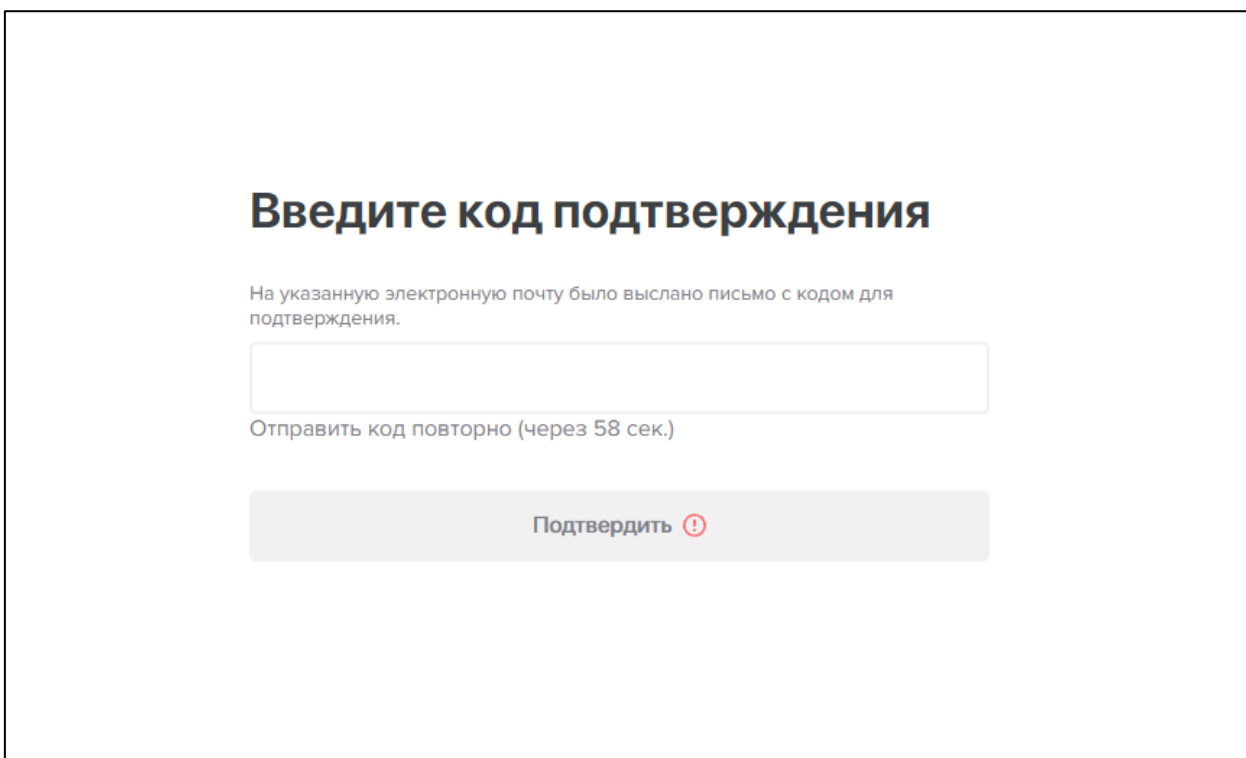 Введите код подтверждения
На указанную электронную почту было выслано письмо с кодом для
подтверждения.
Отправить код повторно (через 58 сек.)
Подтвердить